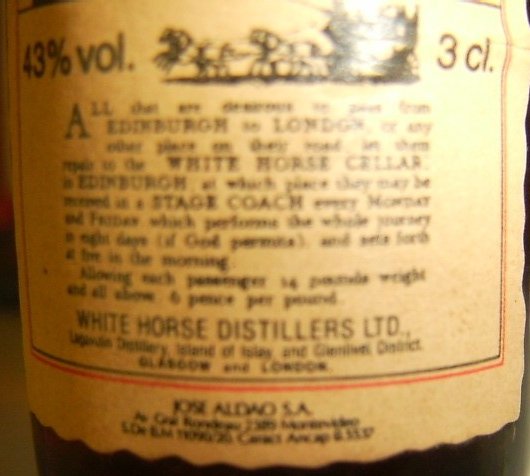 43% vol.
3 cl.
ALL that are desirous to pass from
EDINBURGH to LONDON, or any
other place on their road, let them
repair to the WHITE HORSE CELLAR,
in EDINBURGH, at which place they may be
received in a STAGE COACH every MONDAY
and FRIDAY, which performs the whole journey
in eight days (if God permits), and sets forth
at five in the morning.
Allowing each passenger 14 pounds weight
and all above, 6 pence per pound.
WHITE HORSE DISTILLERS LTD.,
Lagavulin Distillery, Island of Islay, and Glenlivet District.
GLASGOW and LONDON.
JOSE ALDAO S.A.
Av. Gral Rondeau Montevideo